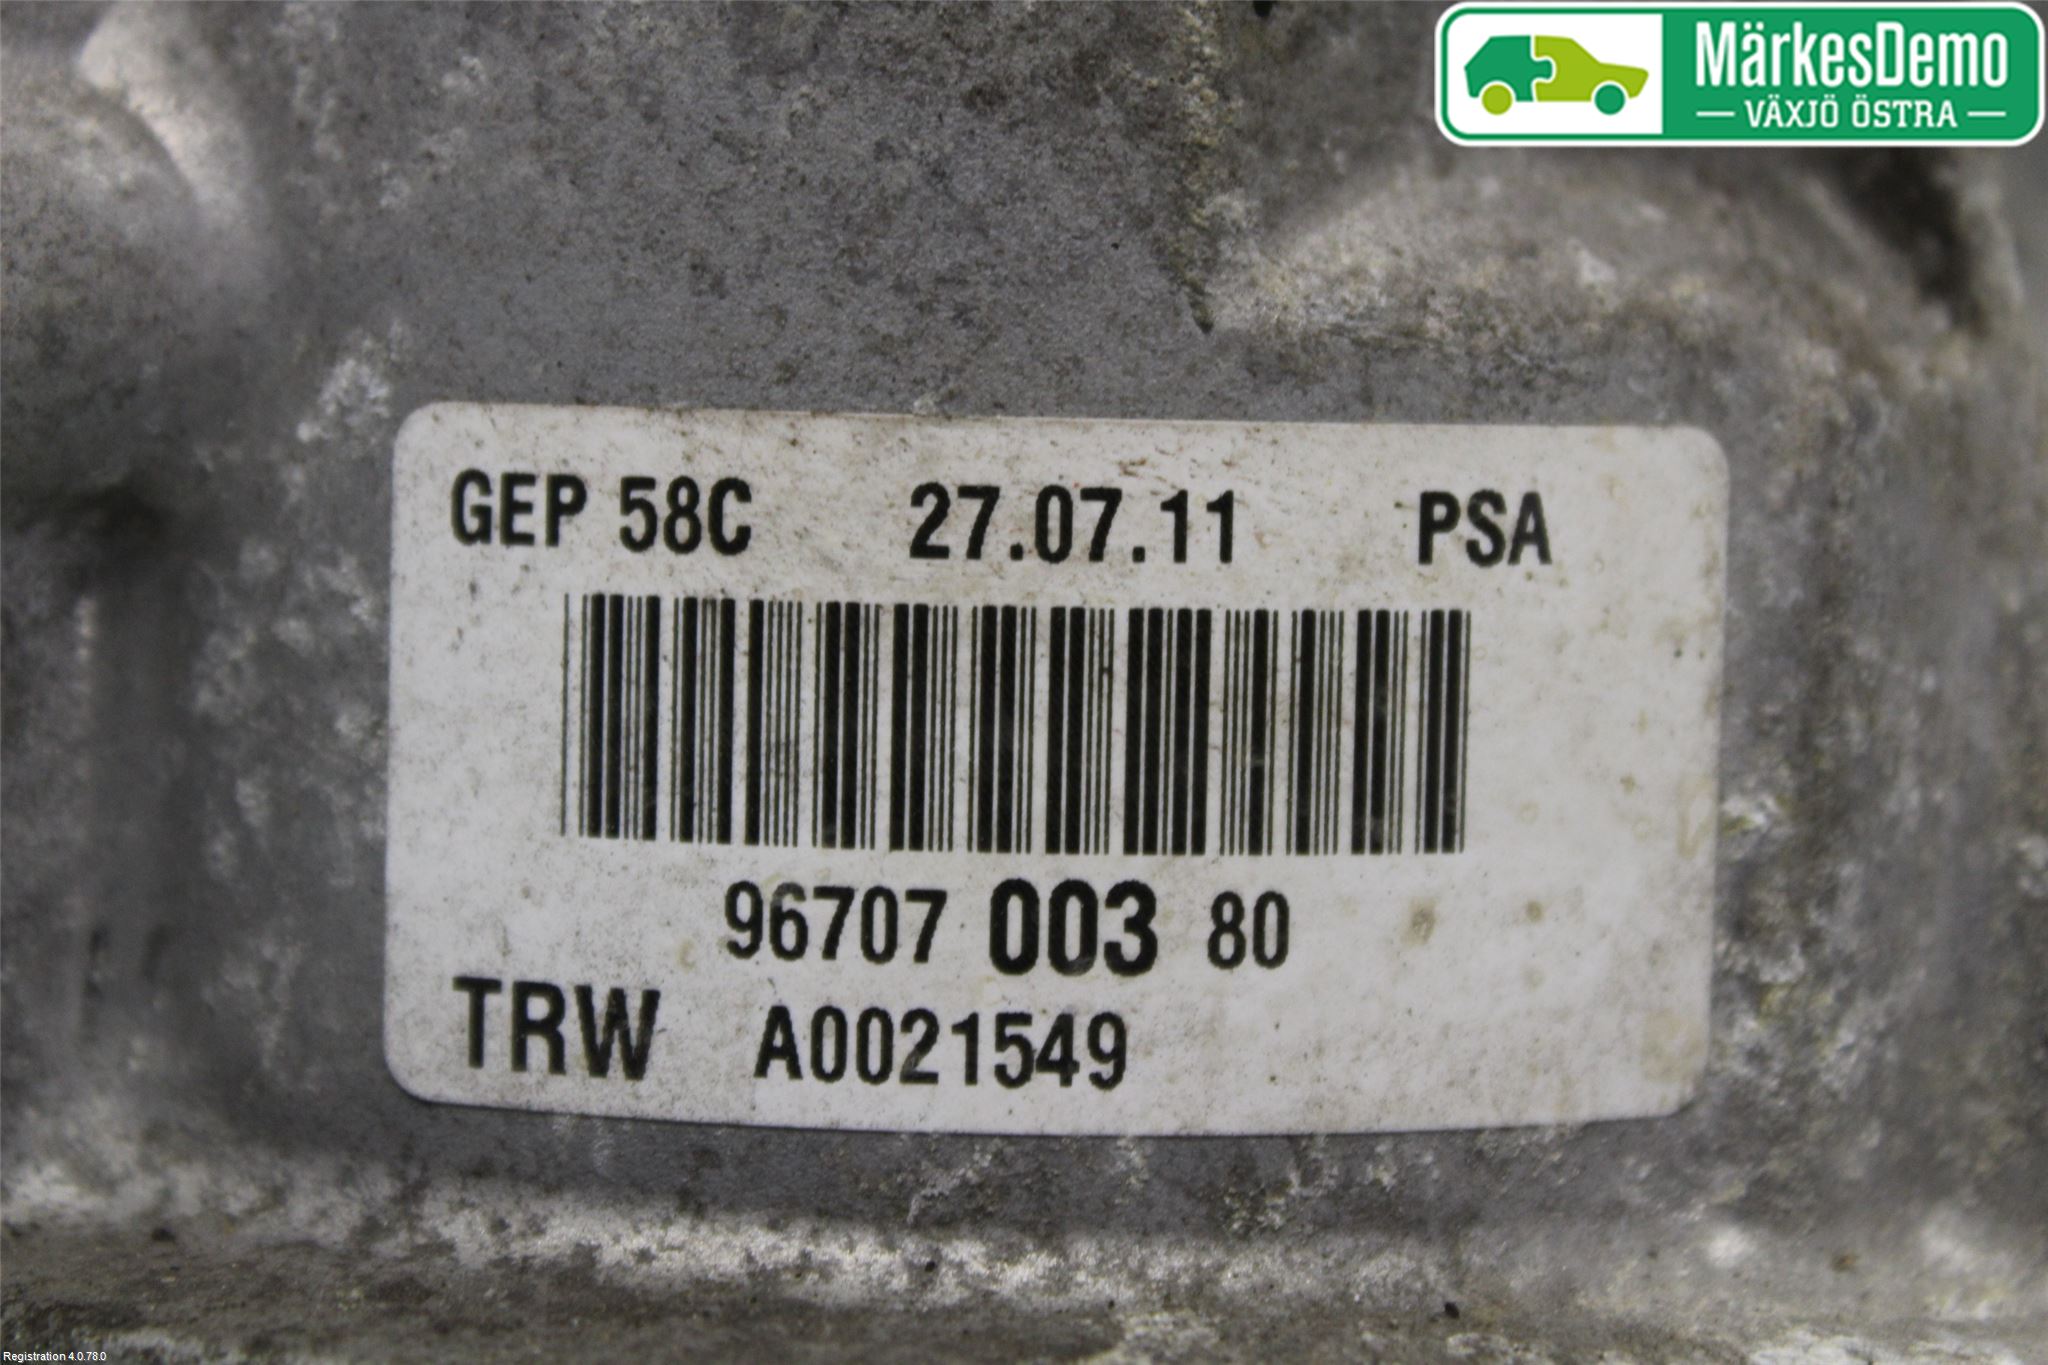 MärkesDemo
VÄXJÖ ÖSTRA
GEP 58C 27.07.11 PSA
96707 003 80
TRW A0021549
Registration 4.0.78.0